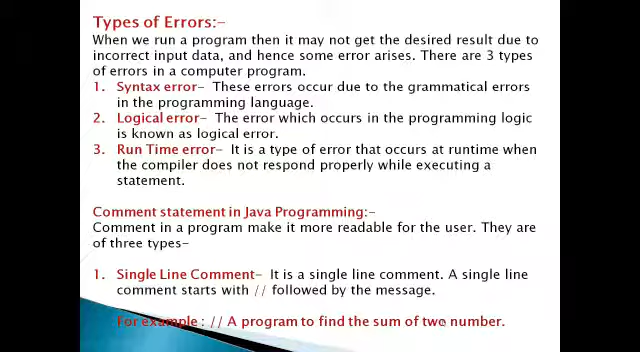 Types of Errors:-
When we run a program then it may not get the desired result due to
incorrect input data, and hence some error arises. There are 3 types
of errors in a computer program.
1. Syntax error- These errors occur due to the grammatical errors
in the programming language.
2. Logical error- The error which occurs in the programming logic
is known as logical error.
3. Run Time error- It is a type of error that occurs at runtime when
the compiler does not respond properly while executing a
statement.
Comment statement in Java Programming:-
Comment in a program make it more readable for the user. They are
of three types-
1. Single Line Comment- It is a single line comment. A single line
comment starts with // followed by the message.
For example : // A program to find the sum of two number.